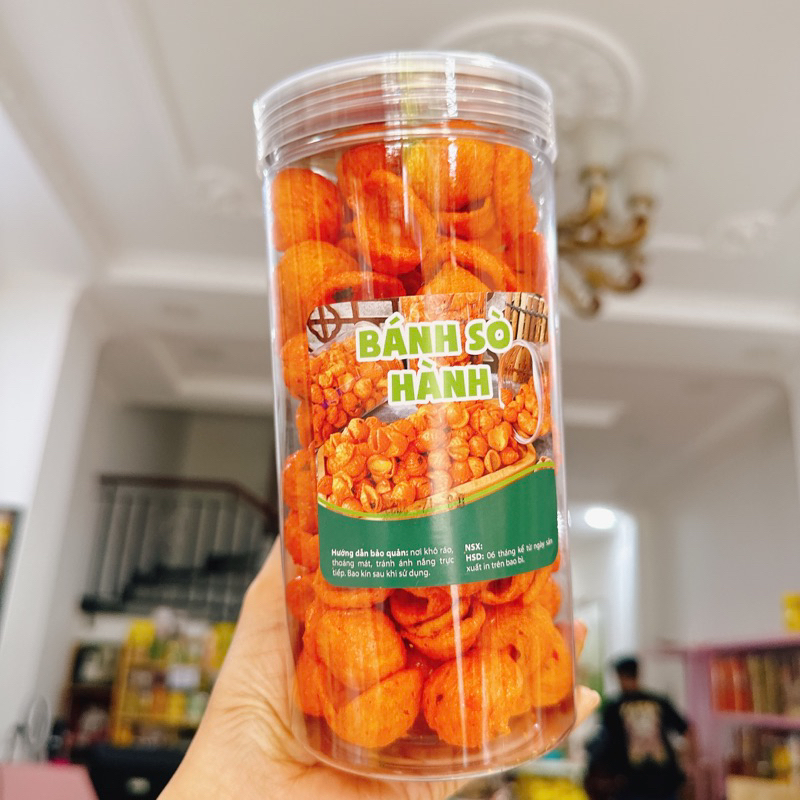 BÁNH SÒ
HÀNH
Hướng dẫn bảo quản: nơi khô ráo,
thoáng mát, tránh ánh nắng trực
tiếp. Bao kín sau khi sử dụng.
NSX:
HSD: 06 tháng kể từ ngày sản
xuất in trên bao bì.